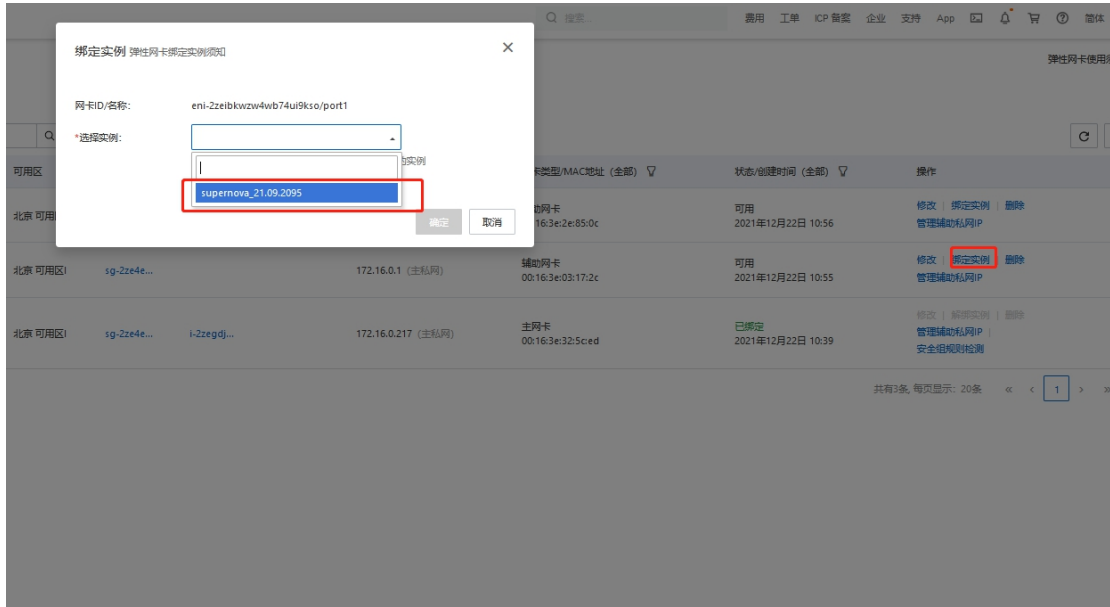 搜索...
费用 工单 ICP 备案 企业 支持 App 简体
绑定实例 弹性网卡绑定实例须知
弹性网卡使用
网卡ID/名称: eni-2zeibkwzw4wb74ui9kso/port1
*选择实例:
的实例
supernova_21.09.2095
确定 取消
可用区 卡类型/MAC地址 (全部) 状态/创建时间 (全部) 操作
北京 可用 助网卡 可用 修改 | 绑定实例 | 删除
16:3e:2e:85:0c 2021年12月22日 10:56 管理辅助私网IP
北京 可用区I sg-2ze4e... 172.16.0.1 (主私网) 辅助网卡 可用 修改 | 绑定实例 | 删除
00:16:3e:03:17:2c 2021年12月22日 10:55 管理辅助私网IP
北京 可用区I sg-2ze4e... i-2zegdj... 172.16.0.217 (主私网) 主网卡 已绑定 修改 | 解绑实例 | 删除
00:16:3e:32:5c:ed 2021年12月22日 10:39 管理辅助私网IP |
安全组规则检测
共有3条, 每页显示: 20条 « ‹ 1 › »